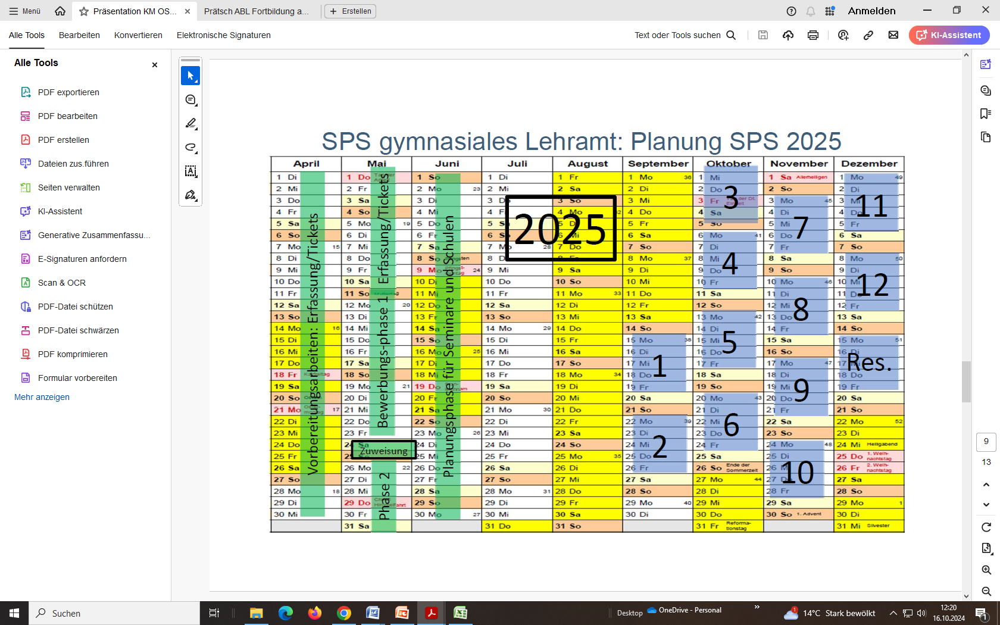 Menü
Präsentation KM OS...
Prätsch ABL Fortbildung a...
Erstellen
Anmelden
Alle Tools
Bearbeiten
Konvertieren
Elektronische Signaturen
Text oder Tools suchen
KI-Assistent
Alle Tools
PDF exportieren
PDF bearbeiten
PDF erstellen
Dateien zus.führen
Seiten verwalten
KI-Assistent
Generative Zusammenfassu...
E-Signaturen anfordern
Scan & OCR
PDF-Datei schützen
PDF-Datei schwärzen
PDF komprimieren
Formular vorbereiten
Mehr anzeigen
SPS gymnasiales Lehramt: Planung SPS 2025
April Mai Juni Juli August September Oktober November Dezember
1 Di 1 Do 1 So 1 Di 1 Fr 1 Mo 36 1 Mi 1 Sa Allerheiligen 1 Mo 49
2 Mi 2 Fr 2 Mo 23 2 Mi 2 Sa 2 Di 2 Do 2 So 2 Di
3 Do 3 Sa 3 Di 3 Do 3 So 3 Mi 3 Fr 3 Mo 45 3 Mi
4 Fr 4 So 4 Mi 4 Fr 4 Mo 4 Do 4 Sa 4 Di 4 Do
5 Sa 5 Mo 19 5 Do 5 Sa 5 Di 5 Fr 5 So 5 Mi 5 Fr
6 So 6 Di 6 Fr 6 So 6 Mi 6 Sa 6 Mo 41 6 Do 6 Sa
7 Mo 15 7 Mi 7 Sa 7 Mo 28 7 Do 7 So 7 Di 7 Fr 7 So
8 Di 8 Do 8 So 8 Di 8 Fr 8 Mo 37 8 Mi 8 Sa 8 Mo 50
9 Mi 9 Fr 9 Mo 24 9 Mi 9 Sa 9 Di 9 Do 9 So 9 Di
10 Do 10 Sa 10 Di 10 Do 10 So 10 Mi 10 Fr 10 Mo 46 10 Mi
11 Fr 11 So 11 Mi 11 Fr 11 Mo 33 11 Do 11 Sa 11 Di 11 Do
12 Sa 12 Mo 20 12 Do 12 Sa 12 Di 12 Fr 12 So 12 Mi 12 Fr
13 So 13 Di 13 Fr 13 So 13 Mi 13 Sa 13 Mo 42 13 Do 13 Sa
14 Mo 16 14 Mi 14 Sa 14 Mo 29 14 Do 14 So 14 Di 14 Fr 14 So
15 Di 15 Do 15 So 15 Di 15 Fr 15 Mo 38 15 Mi 15 Sa 15 Mo 51
16 Mi 16 Fr 16 Mo 25 16 Mi 16 Sa 16 Di 16 Do 16 So 16 Di
17 Do 17 Sa 17 Di 17 Do 17 So 17 Mi 17 Fr 17 Mo 47 17 Mi
18 Fr Karfreitag 18 So 18 Mi 18 Fr 18 Mo 34 18 Do 18 Sa 18 Di 18 Do
19 Sa 19 Mo 21 19 Do 19 Sa 19 Di 19 Fr 19 So 19 Mi 19 Fr
20 So 20 Di 20 Fr 20 So 20 Mi 20 Sa 20 Mo 43 20 Do 20 Sa
21 Mo 17 21 Mi 21 Sa 21 Mo 30 21 Do 21 So 21 Di 21 Fr 21 So
22 Di 22 Do 22 So 22 Di 22 Fr 22 Mo 39 22 Mi 22 Sa 22 Mo 52
23 Mi 23 Fr 23 Mo 26 23 Mi 23 Sa 23 Di 23 Do 23 So 23 Di
24 Do 24 Sa 24 Di 24 Do 24 So 24 Mi 24 Fr 24 Mo 48 24 Mi Heiligabend
25 Fr 25 25 Mi 25 Fr 25 Mo 35 25 Do 25 Sa 25 Di 25 Do 1. Weih-nachtstag
26 Sa 26 Mo 22 26 Do 26 Sa 26 Di 26 Fr 26 So Ende der Sommerzeit 26 Mi 26 Fr 2. Weih-nachtstag
27 So 27 Di 27 Fr 27 So 27 Mi 27 Sa 27 Mo 44 27 Do 27 Sa
28 Mo 18 28 Mi 28 Sa 28 Mo 31 28 Do 28 So 28 Di 28 Fr 28 So
29 Di 29 Do 29 So 29 Di 29 Fr 29 Mo 40 29 Mi 29 Sa 29 Mo 1
30 Mi 30 Fr 30 Mo 27 30 Mi 30 Sa 30 Di 30 Do 30 So 1. Advent 30 Di
31 Sa 31 Do 31 So 31 Fr Reforma-tionstag 31 Mi Silvester
Vorbereitungsarbeiten: Erfassung/Tickets
Bewerbungs-phase 1 Erfassung/Tickets
Zuweisung
Phase 2
Planungsphase für Seminare und Schulen
2025
1
2
3
4
5
6
7
8
9
10
11
12
Res.
9
13
Suchen
Desktop
OneDrive - Personal
1
14°C Stark bewölkt
12:20
16.10.2024
1